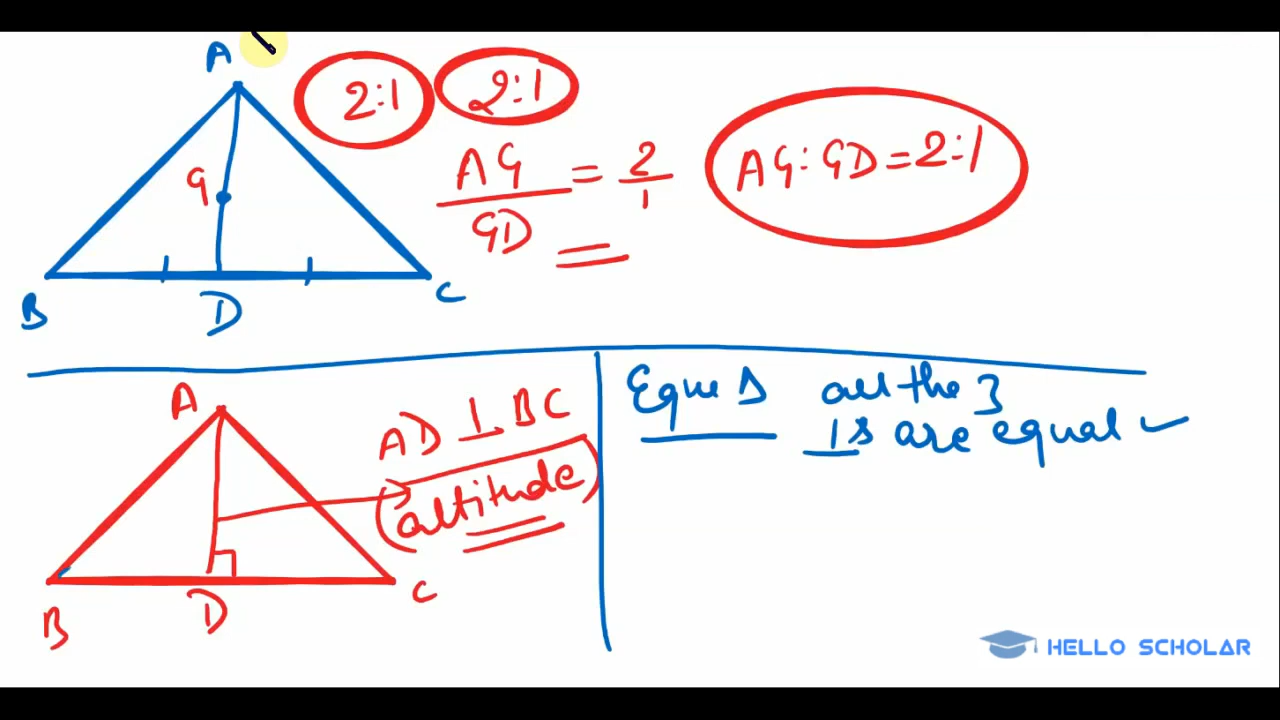 A
2:1 2:1
G
AG/GD = 2/1
AG:GD=2:1
B D C
A
AD ⊥ BC
(altitude)
B D C
Eque Δ all the 3
⊥s are equal ✓
HELLO SCHOLAR